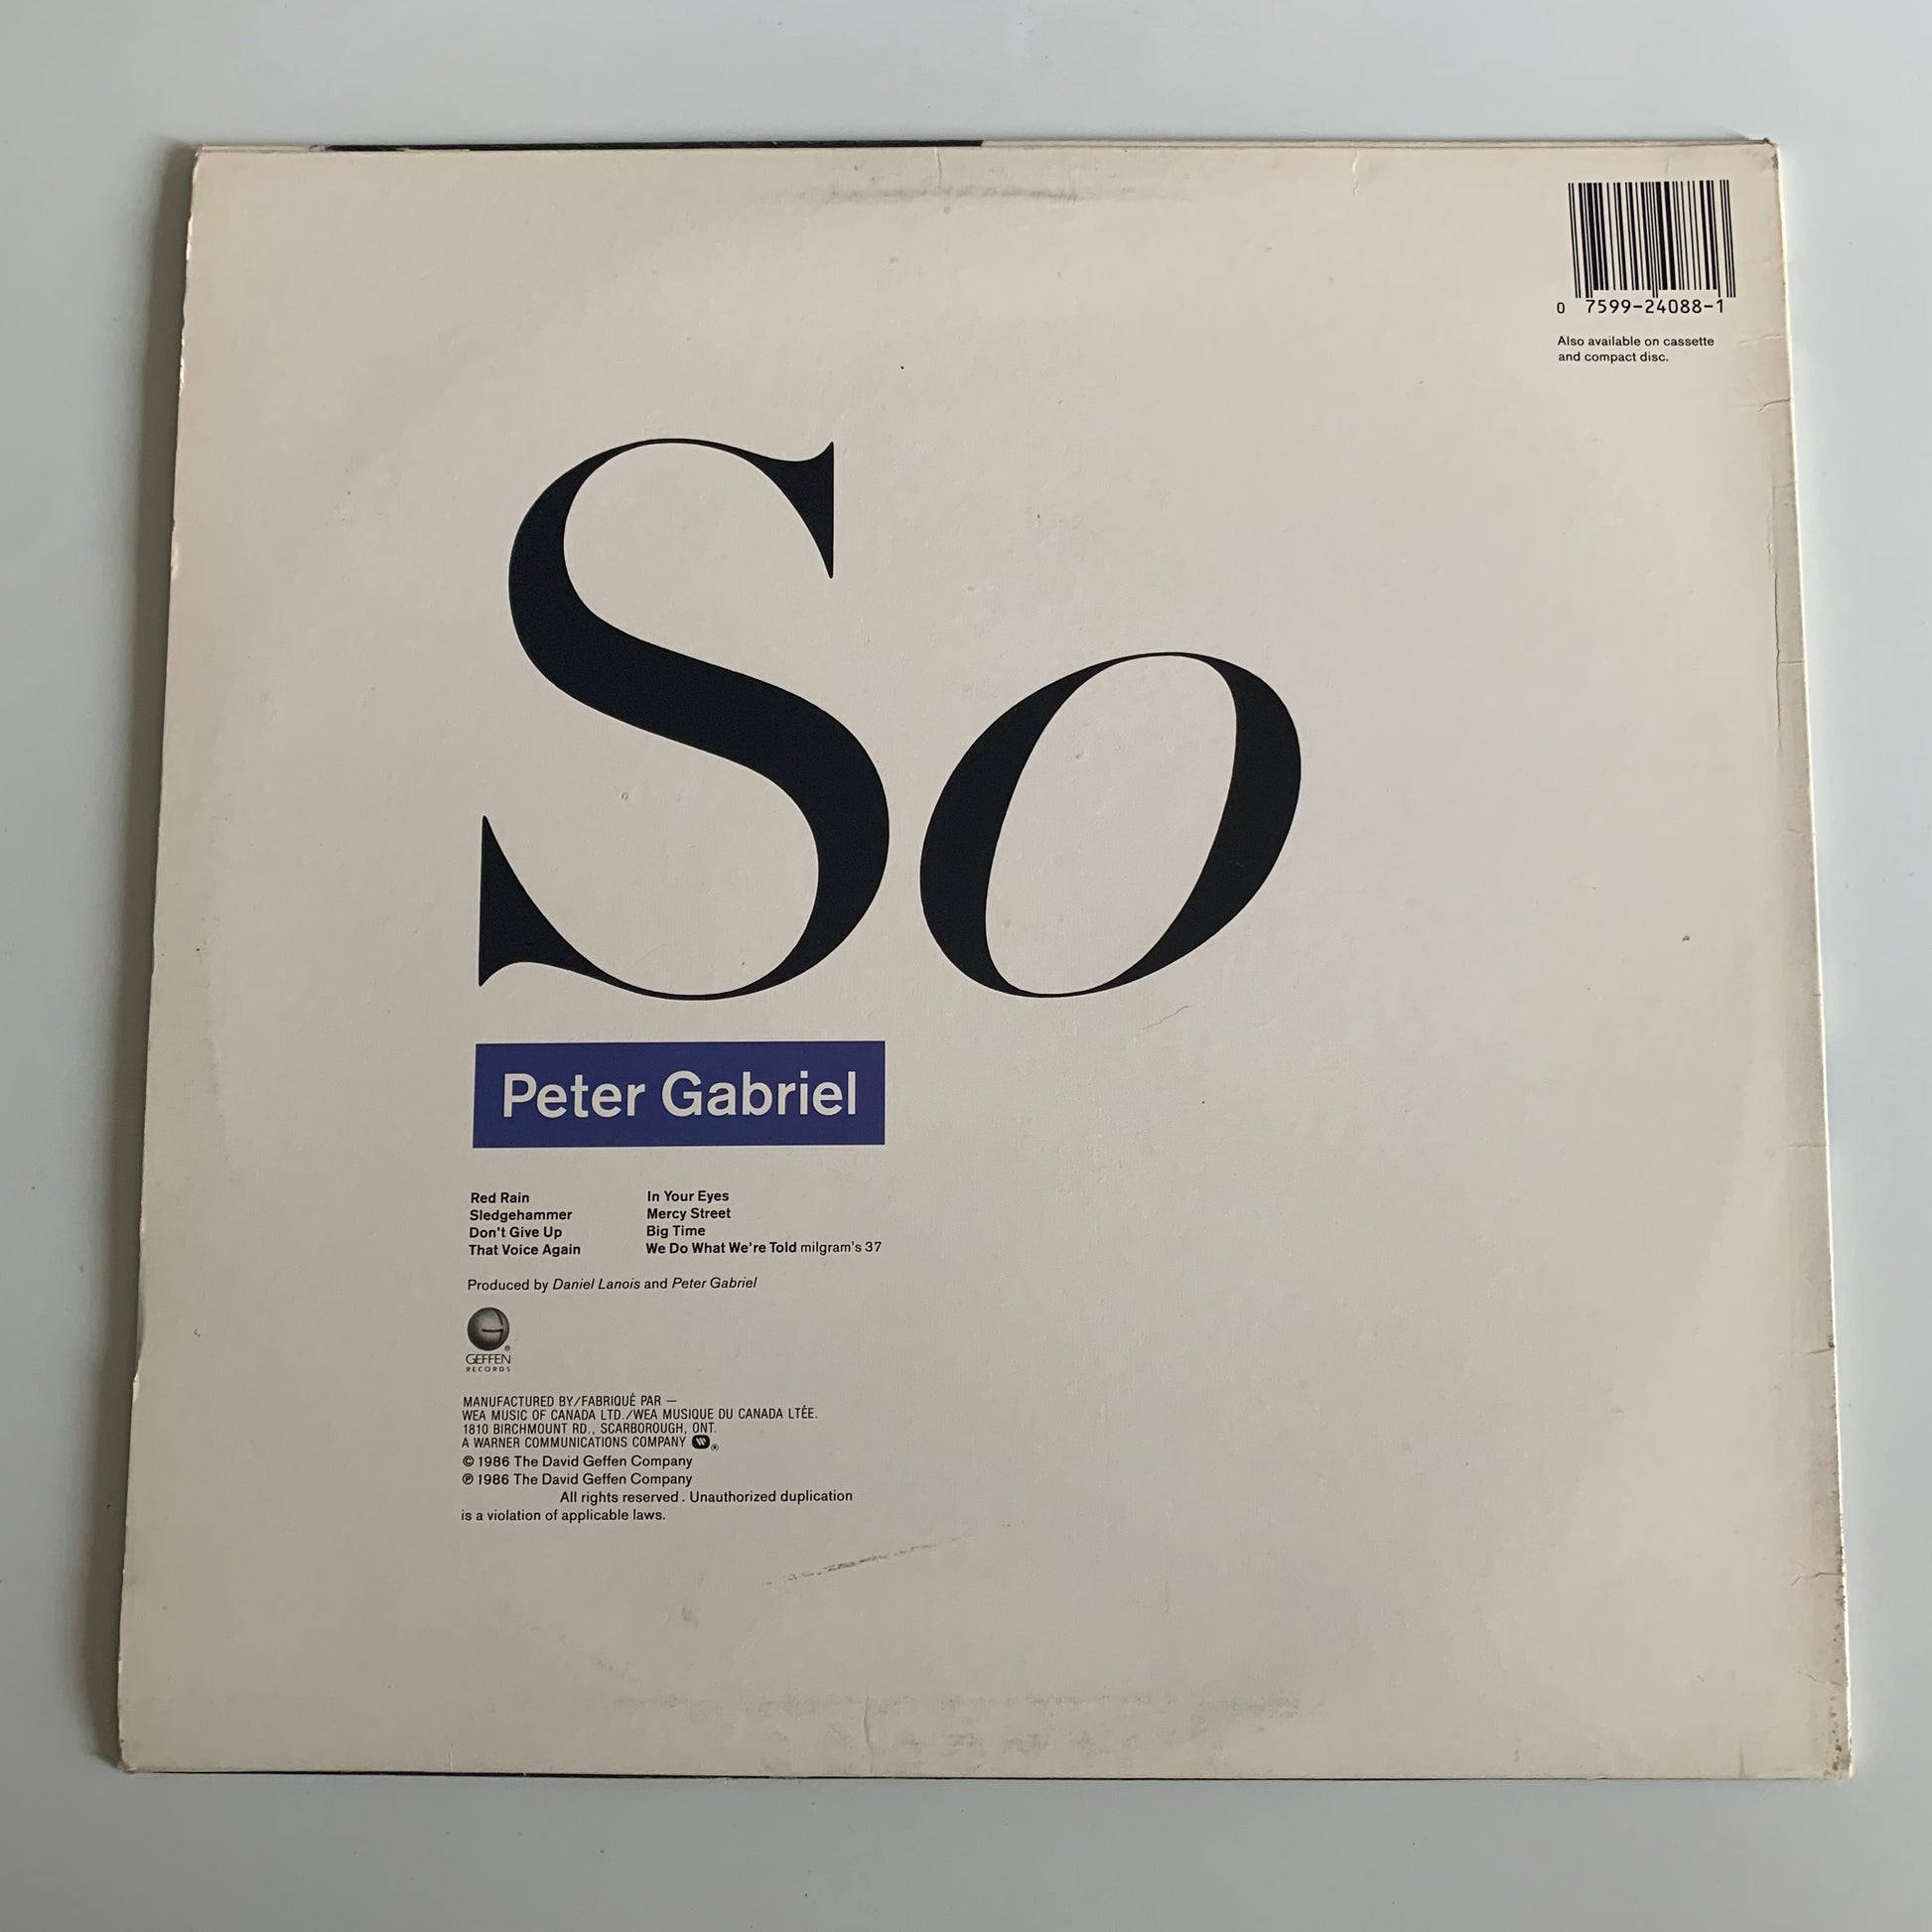 0 7599-24088-1
Also available on cassette
and compact disc.
So
Peter Gabriel
Red Rain
Sledgehammer
Don't Give Up
That Voice Again
In Your Eyes
Mercy Street
Big Time
We Do What We're Told milgram's 37
Produced by Daniel Lanois and Peter Gabriel
GEFFEN
RECORDS
MANUFACTURED BY/FABRIQUÉ PAR —
WEA MUSIC OF CANADA LTD./WEA MUSIQUE DU CANADA LTÉE.
1810 BIRCHMOUNT RD., SCARBOROUGH, ONT.
A WARNER COMMUNICATIONS COMPANY W ®
© 1986 The David Geffen Company
℗ 1986 The David Geffen Company
All rights reserved. Unauthorized duplication
is a violation of applicable laws.